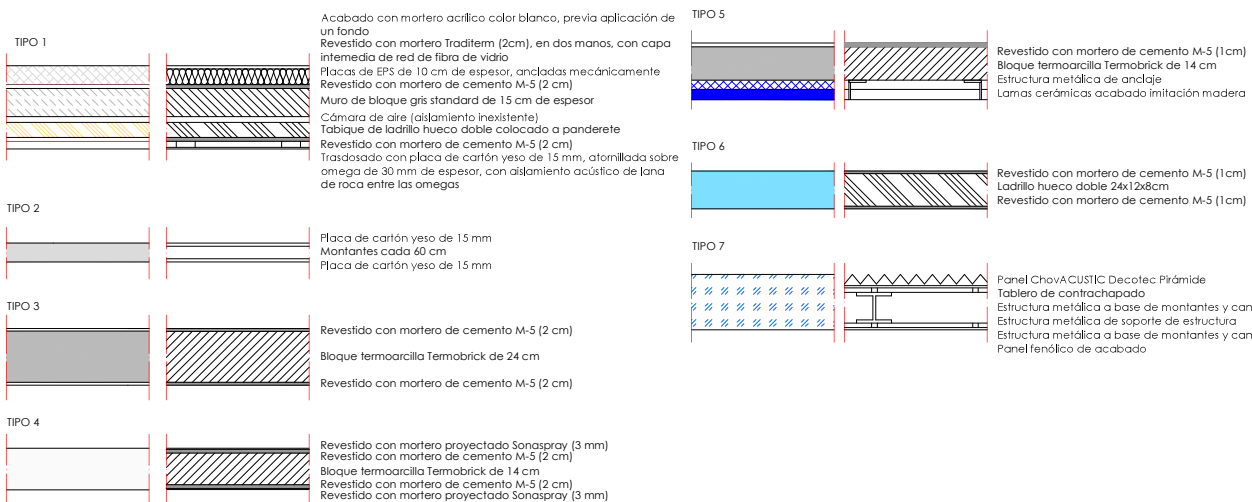 TIPO 1
Acabado con mortero acrílico color blanco, previa aplicación de
un fondo
Revestido con mortero Traditerm (2cm), en dos manos, con capa
intemedia de red de fibra de vidrio
Placas de EPS de 10 cm de espesor, ancladas mecánicamente
Revestido con mortero de cemento M-5 (2 cm)
Muro de bloque gris standard de 15 cm de espesor
Cámara de aire (aislamiento inexistente)
Tabique de ladrillo hueco doble colocado a panderete
Revestido con mortero de cemento M-5 (2 cm)
Trasdosado con placa de cartón yeso de 15 mm, atornillada sobre
omega de 30 mm de espesor, con aislamiento acústico de lana
de roca entre las omegas
TIPO 2
Placa de cartón yeso de 15 mm
Montantes cada 60 cm
Placa de cartón yeso de 15 mm
TIPO 3
Revestido con mortero de cemento M-5 (2 cm)
Bloque termoarcilla Termobrick de 24 cm
Revestido con mortero de cemento M-5 (2 cm)
TIPO 4
Revestido con mortero proyectado Sonaspray (3 mm)
Revestido con mortero de cemento M-5 (2 cm)
Bloque termoarcilla Termobrick de 14 cm
Revestido con mortero de cemento M-5 (2 cm)
Revestido con mortero proyectado Sonaspray (3 mm)
TIPO 5
Revestido con mortero de cemento M-5 (1cm)
Bloque termoarcilla Termobrick de 14 cm
Estructura metálica de anclaje
Lamas cerámicas acabado imitación madera
TIPO 6
Revestido con mortero de cemento M-5 (1cm)
Ladrillo hueco doble 24x12x8cm
Revestido con mortero de cemento M-5 (1cm)
TIPO 7
Panel ChovACUSTIC Decotec Pirámide
Tablero de contrachapado
Estructura metálica a base de montantes y can
Estructura metálica de soporte de estructura
Estructura metálica a base de montantes y can
Panel fenólico de acabado